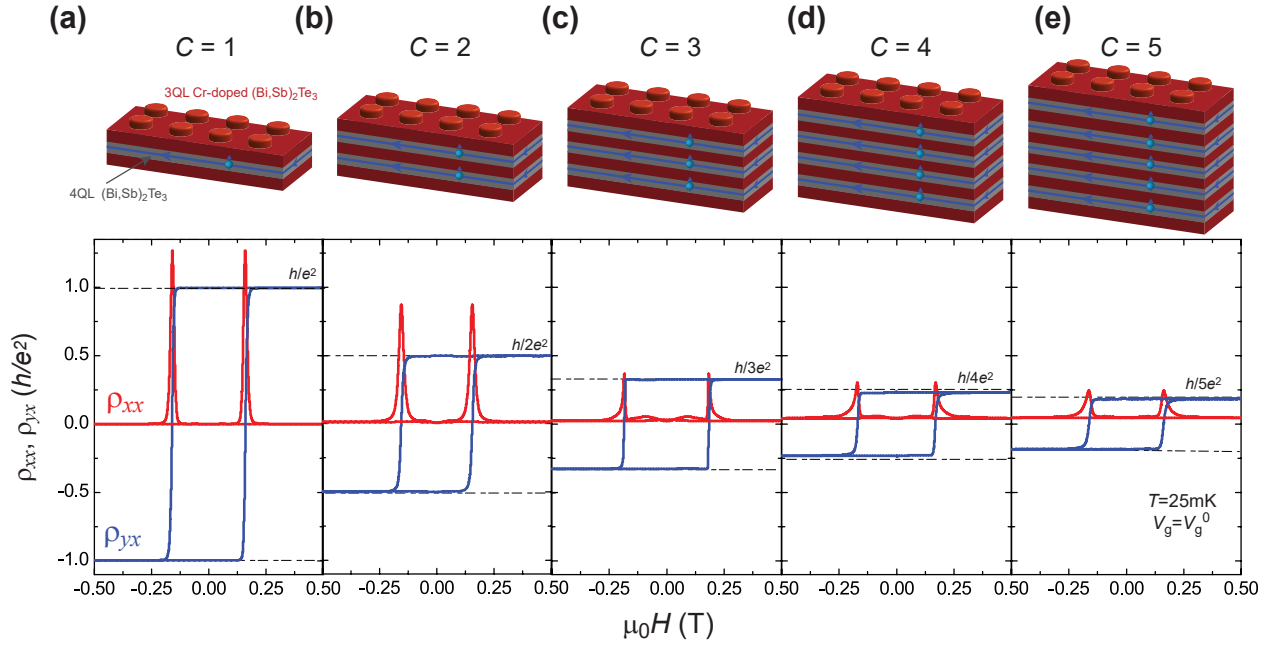 (a) (b) (c) (d) (e)
C = 1 C = 2 C = 3 C = 4 C = 5
3QL Cr-doped (Bi,Sb)₂Te₃
4QL (Bi,Sb)₂Te₃
h/e² h/2e² h/3e² h/4e² h/5e²
1.0
0.5
0.0
-0.5
-1.0
ρxx, ρyx (h/e²)
ρxx
ρyx
T=25mK
Vg=Vg⁰
-0.50 -0.25 0.00 0.25 -0.50 -0.25 0.00 0.25 -0.50 -0.25 0.00 0.25 -0.50 -0.25 0.00 0.25 -0.50 -0.25 0.00 0.25 0.50
μ₀H (T)